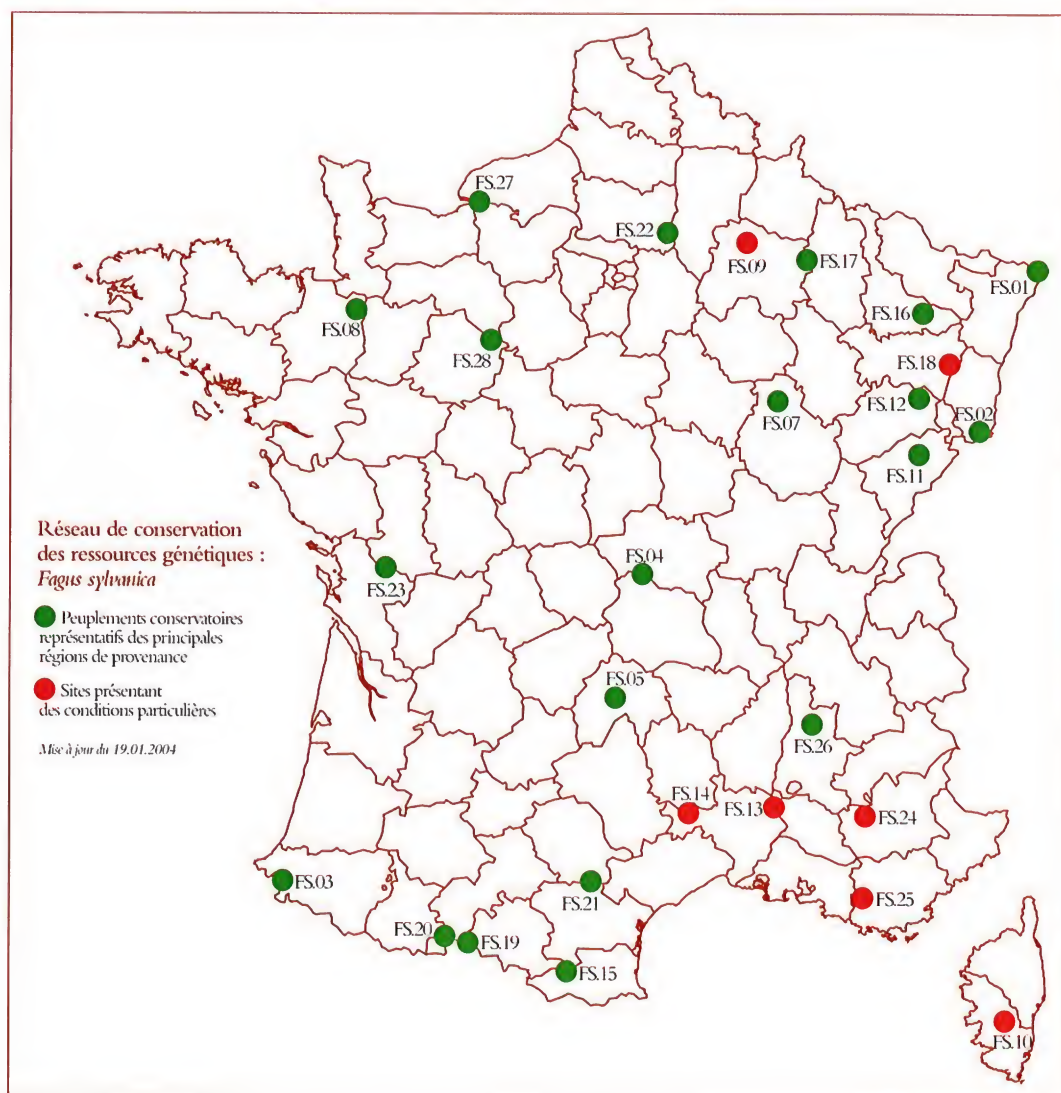 FS.27
FS.22
FS.09
FS.17
FS.01
FS.08
FS.16
FS.28
FS.18
FS.12
FS.07
FS.02
FS.11
Réseau de conservation
des ressources génétiques :
Fagus sylvanica
Peuplements conservatoires
représentatifs des principales
régions de provenance
Sites présentant
des conditions particulières
Mise à jour du 19.01.2004
FS.23
FS.04
FS.05
FS.26
FS.14
FS.13
FS.24
FS.03
FS.21
FS.25
FS.20
FS.19
FS.15
FS.10